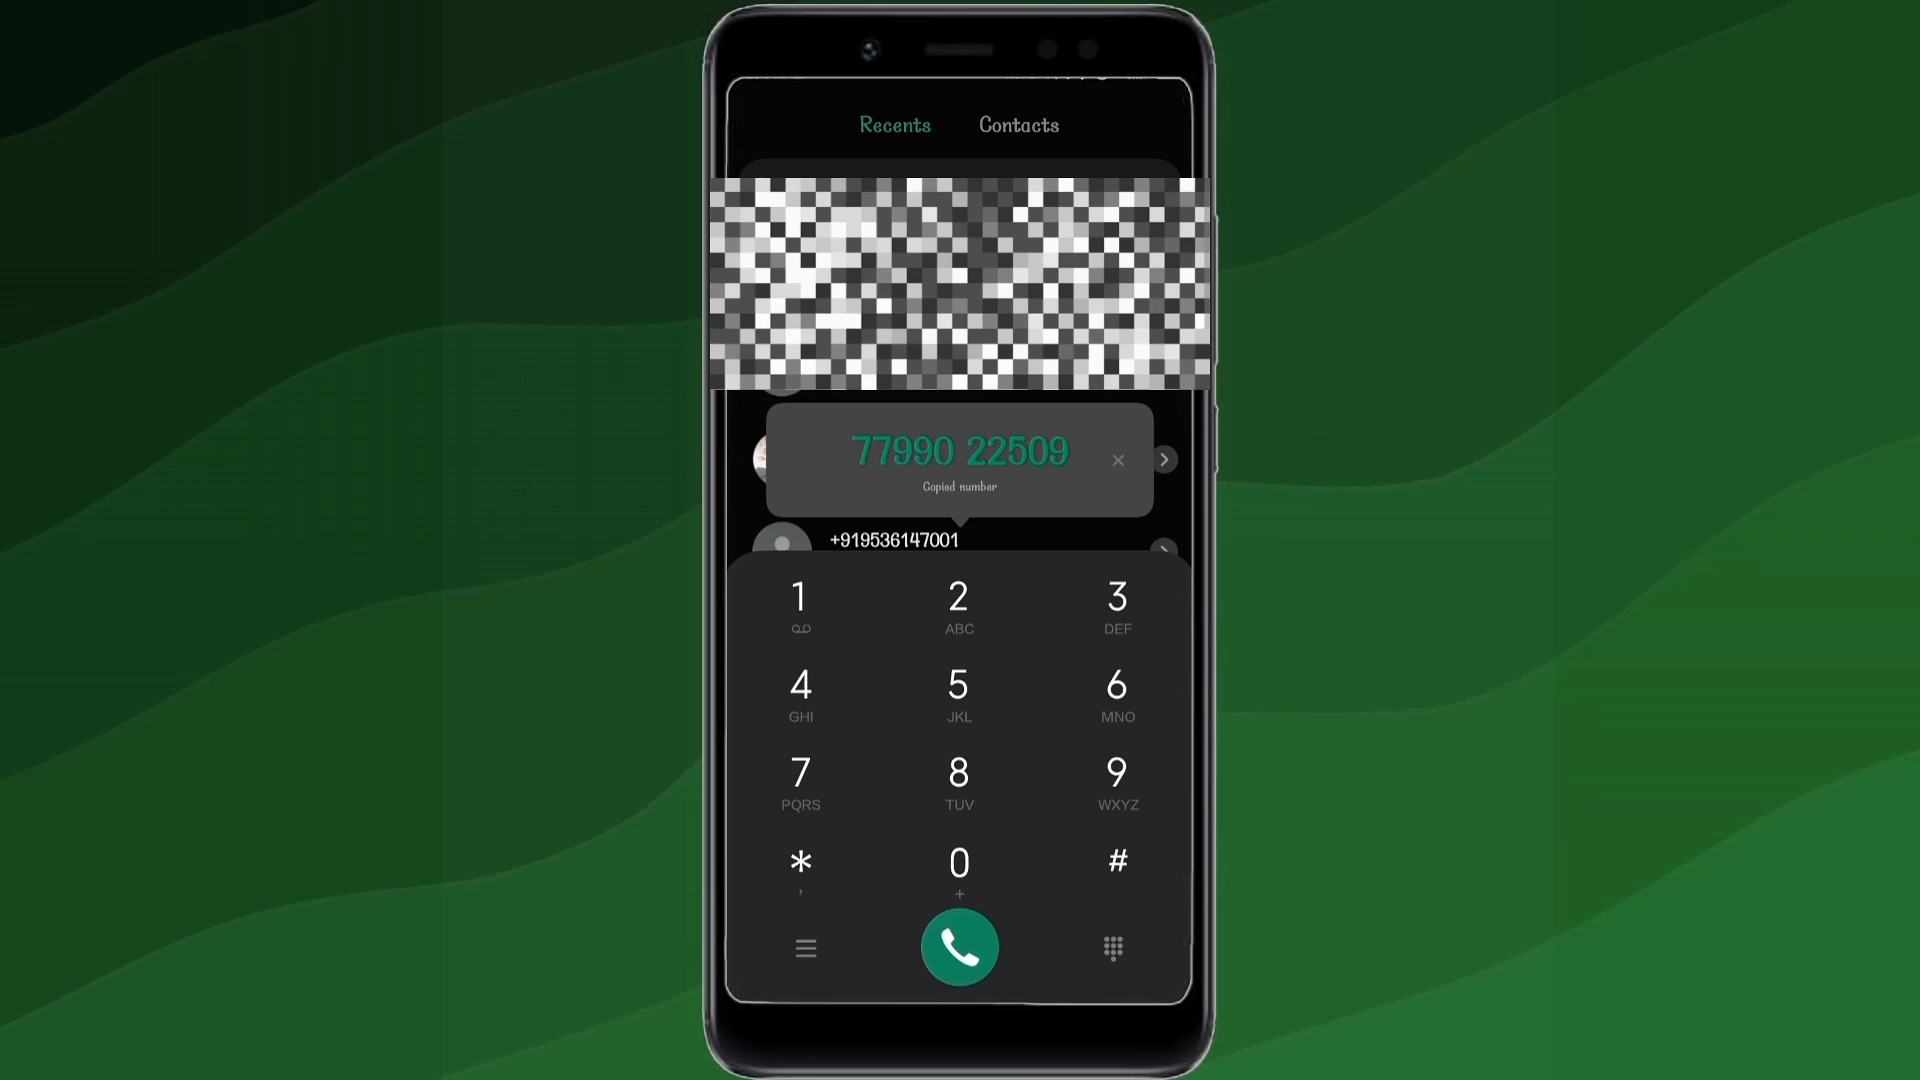 Recents Contacts
77990 22509
Copied number
+919536147001
1 2 3
ABC DEF
4 5 6
GHI JKL MNO
7 8 9
PQRS TUV WXYZ
* 0 #
, +